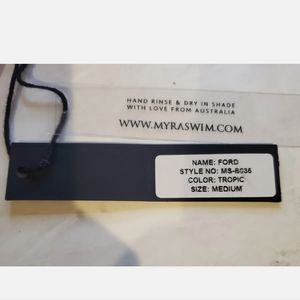 HAND RINSE & DRY IN SHADE
WITH LOVE FROM AUSTRALIA
WWW.MYRASWIM.COM
NAME: FORD
STYLE NO: MS-B035
COLOR: TROPIC
SIZE: MEDIUM